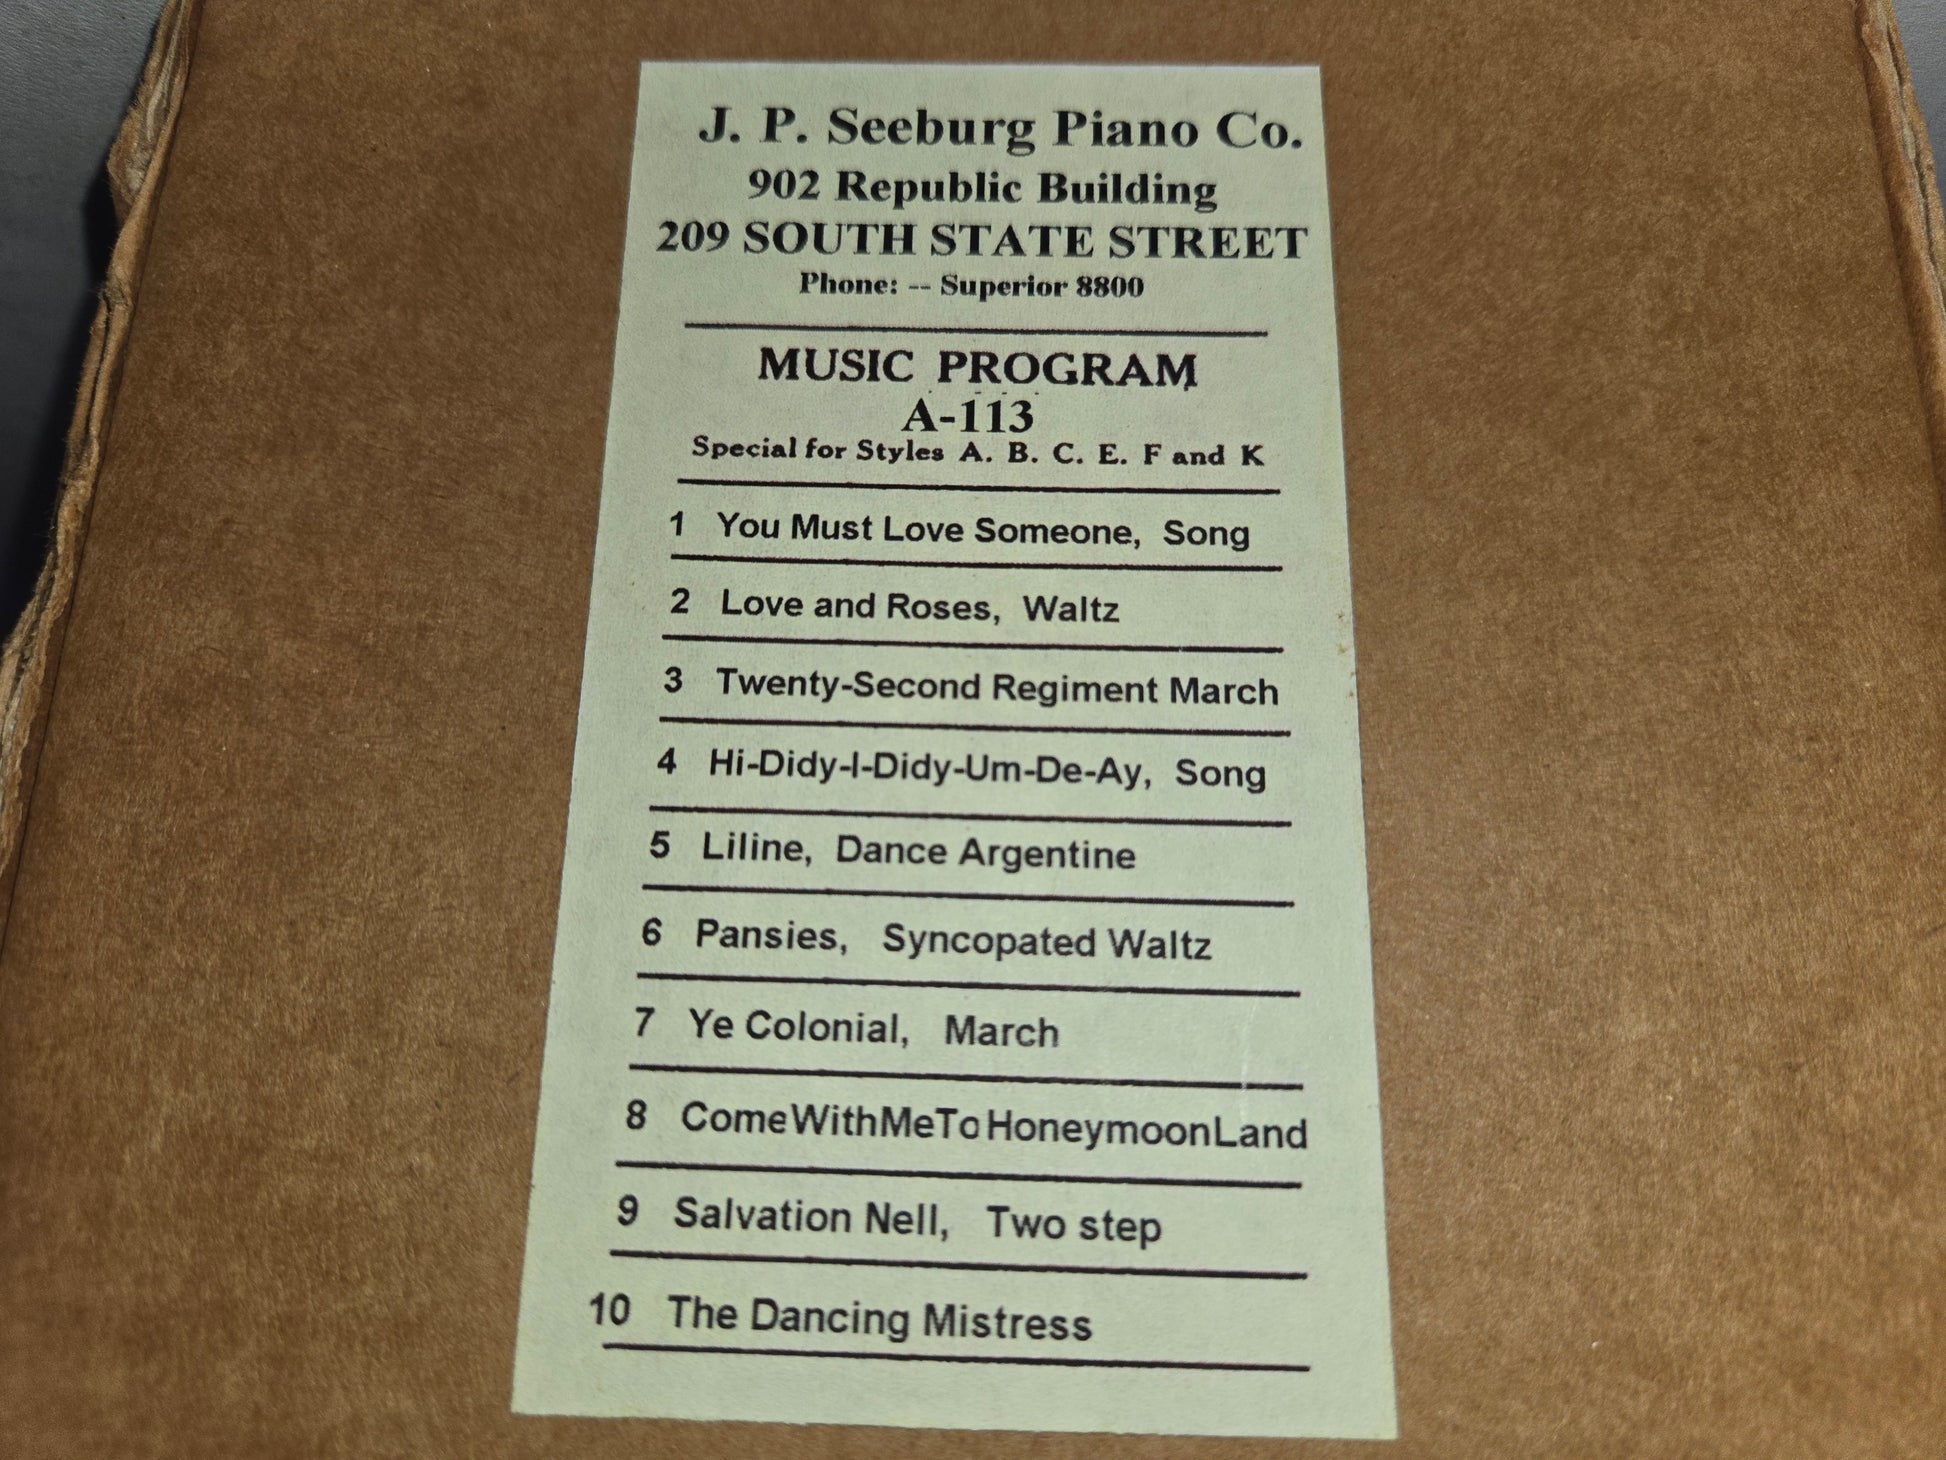 J. P. Seeburg Piano Co.
902 Republic Building
209 SOUTH STATE STREET
Phone: -- Superior 8800
MUSIC PROGRAM
A-113
Special for Styles A. B. C. E. F and K
1 You Must Love Someone, Song
2 Love and Roses, Waltz
3 Twenty-Second Regiment March
4 Hi-Didy-I-Didy-Um-De-Ay, Song
5 Liline, Dance Argentine
6 Pansies, Syncopated Waltz
7 Ye Colonial, March
8 ComeWithMeToHoneymoonLand
9 Salvation Nell, Two step
10 The Dancing Mistress